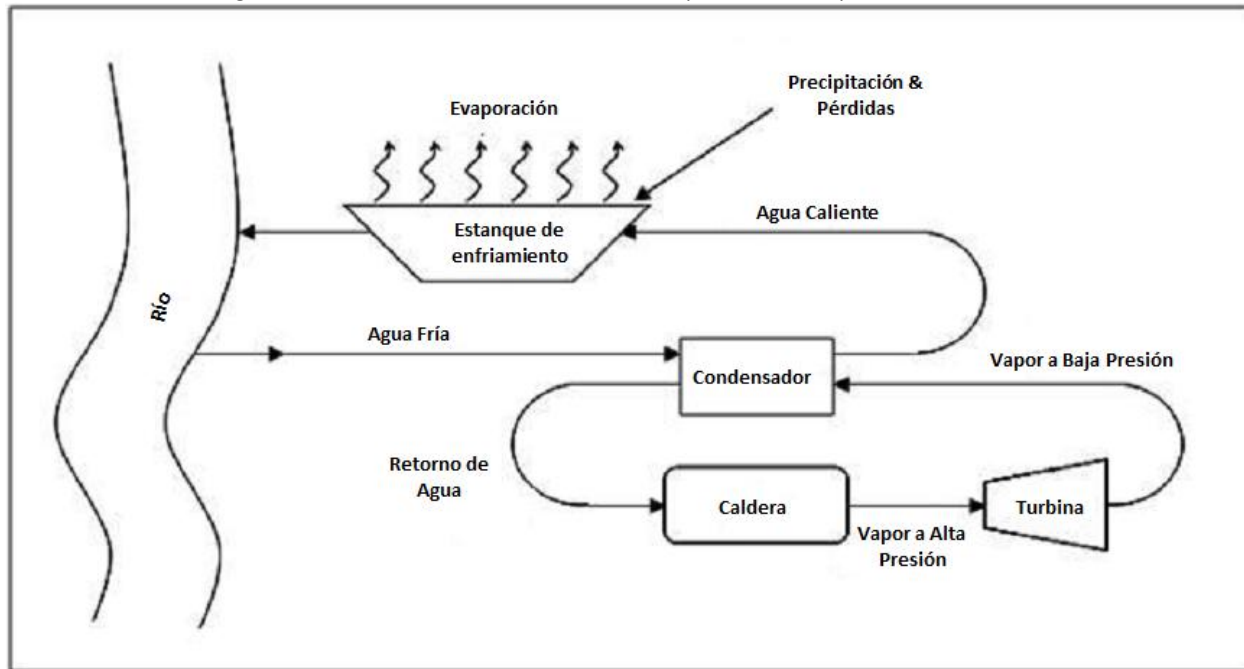 Precipitación &
Pérdidas
Evaporación
Agua Caliente
Estanque de
enfriamiento
Río
Agua Fría
Condensador
Vapor a Baja Presión
Retorno de
Agua
Caldera
Turbina
Vapor a Alta
Presión